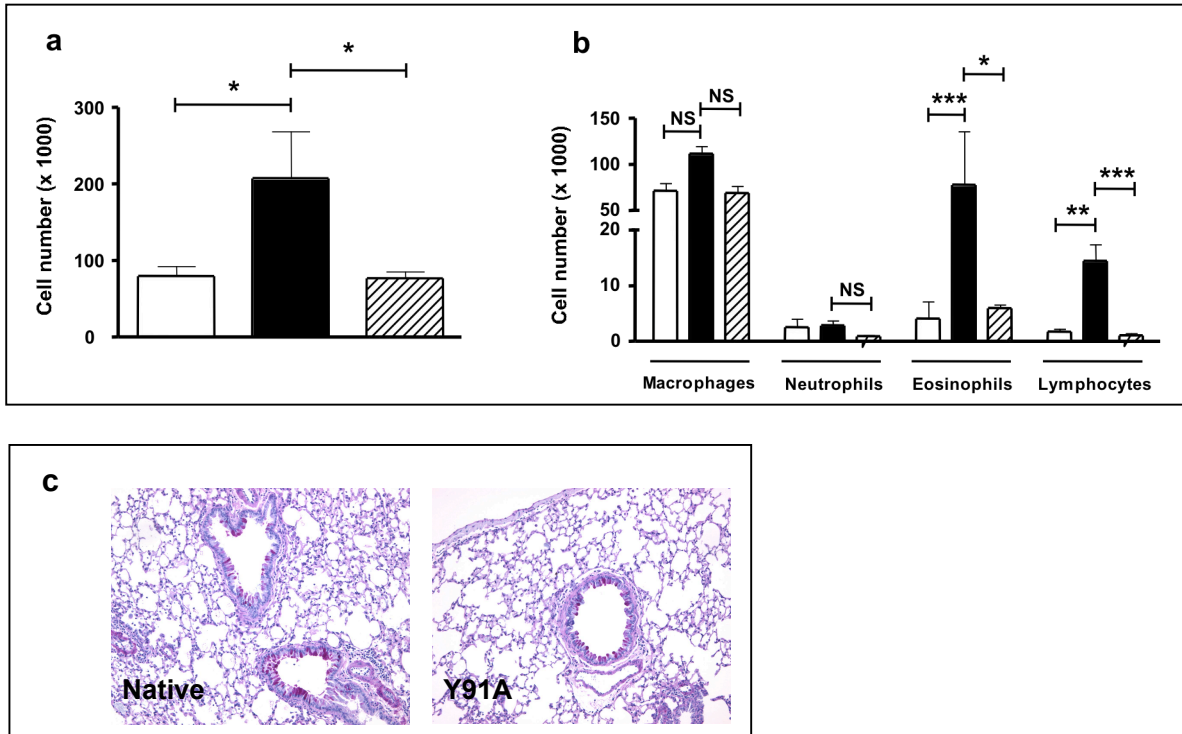 a
*
*
300
200
100
0
Cell number (x 1000)
b
*
NS
***
NS
150
100
50
20
10
0
Cell number (x 1000)
***
**
NS
Macrophages Neutrophils Eosinophils Lymphocytes
c
Native
Y91A